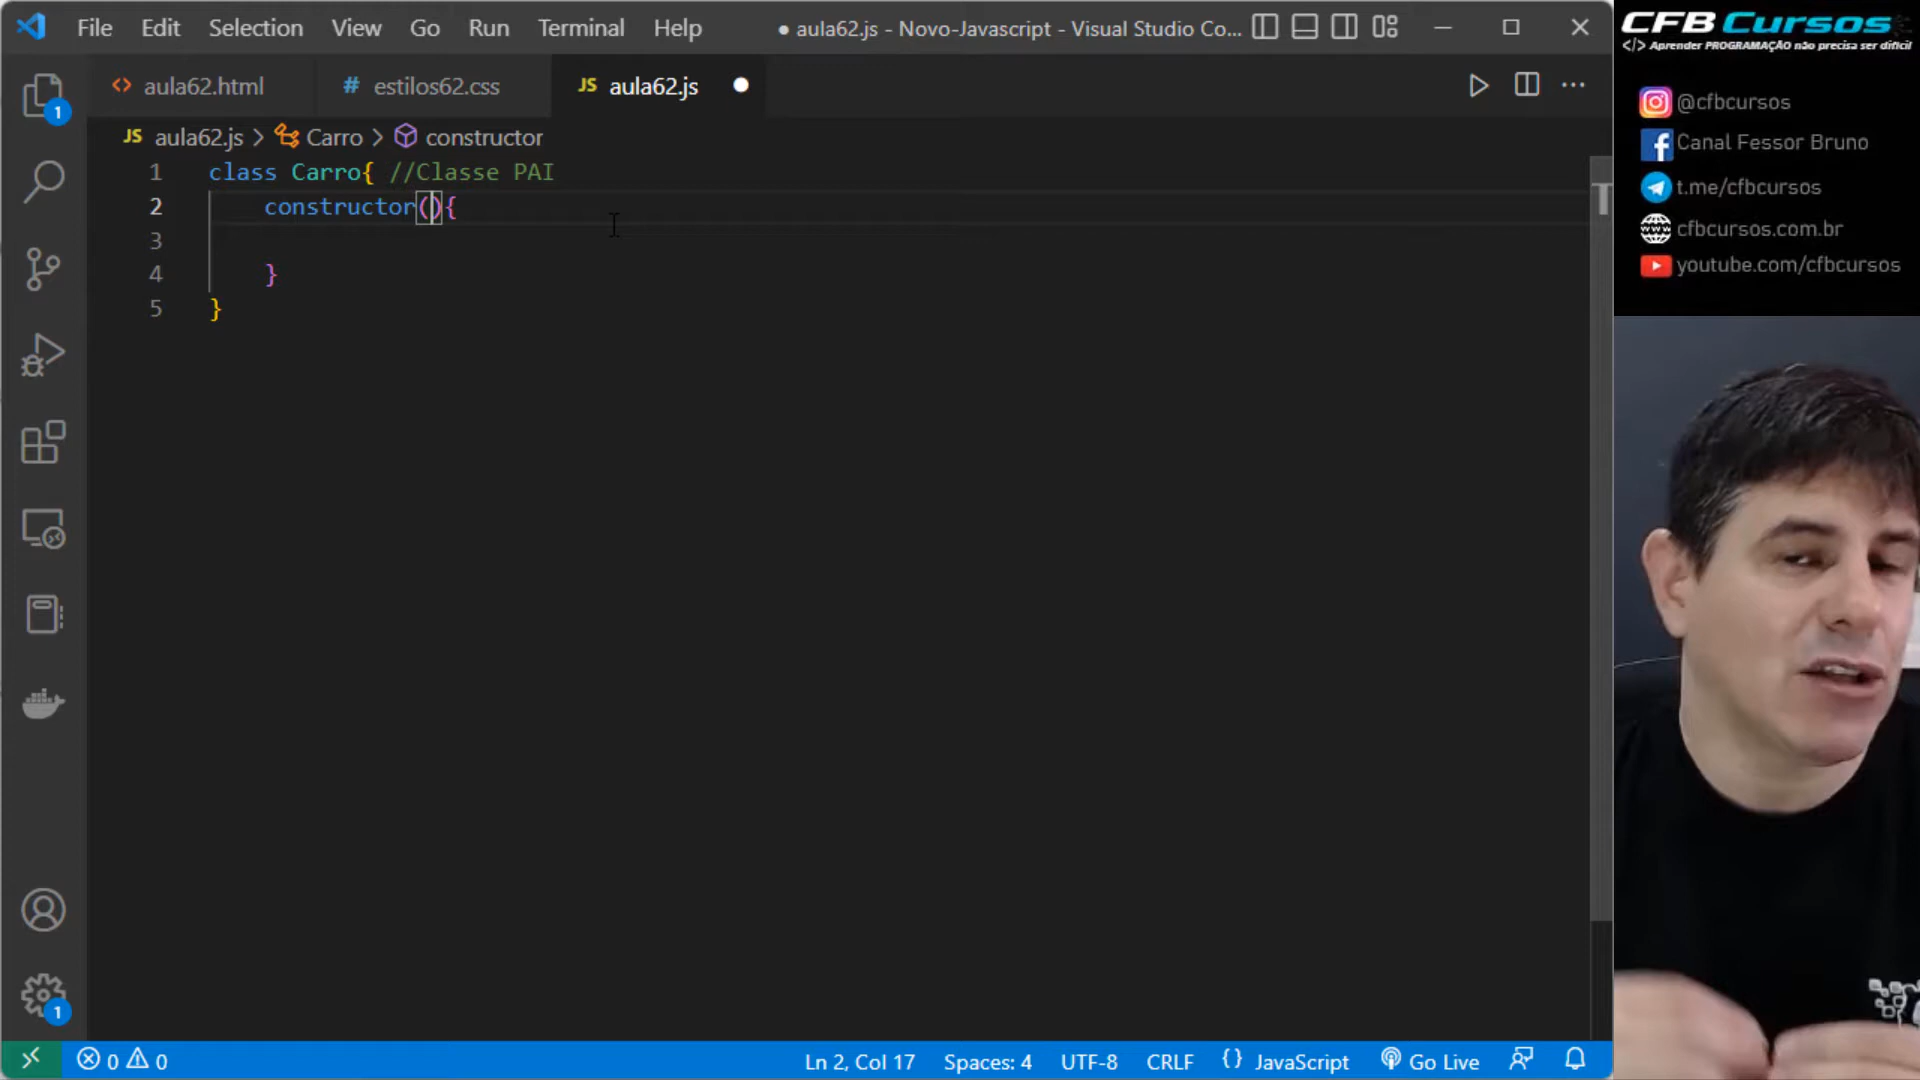 File Edit Selection View Go Run Terminal Help ● aula62.js - Novo-Javascript - Visual Studio Co...
<> aula62.html # estilos62.css JS aula62.js ●
JS aula62.js > Carro > constructor
1 class Carro{ //Classe PAI
2 constructor(){
3
4 }
5 }
1
1
0 0 Ln 2, Col 17 Spaces: 4 UTF-8 CRLF {} JavaScript Go Live
CFB Cursos
</> Aprender PROGRAMAÇÃO não precisa ser difícil
@cfbcursos
Canal Fessor Bruno
t.me/cfbcursos
cfbcursos.com.br
youtube.com/cfbcursos